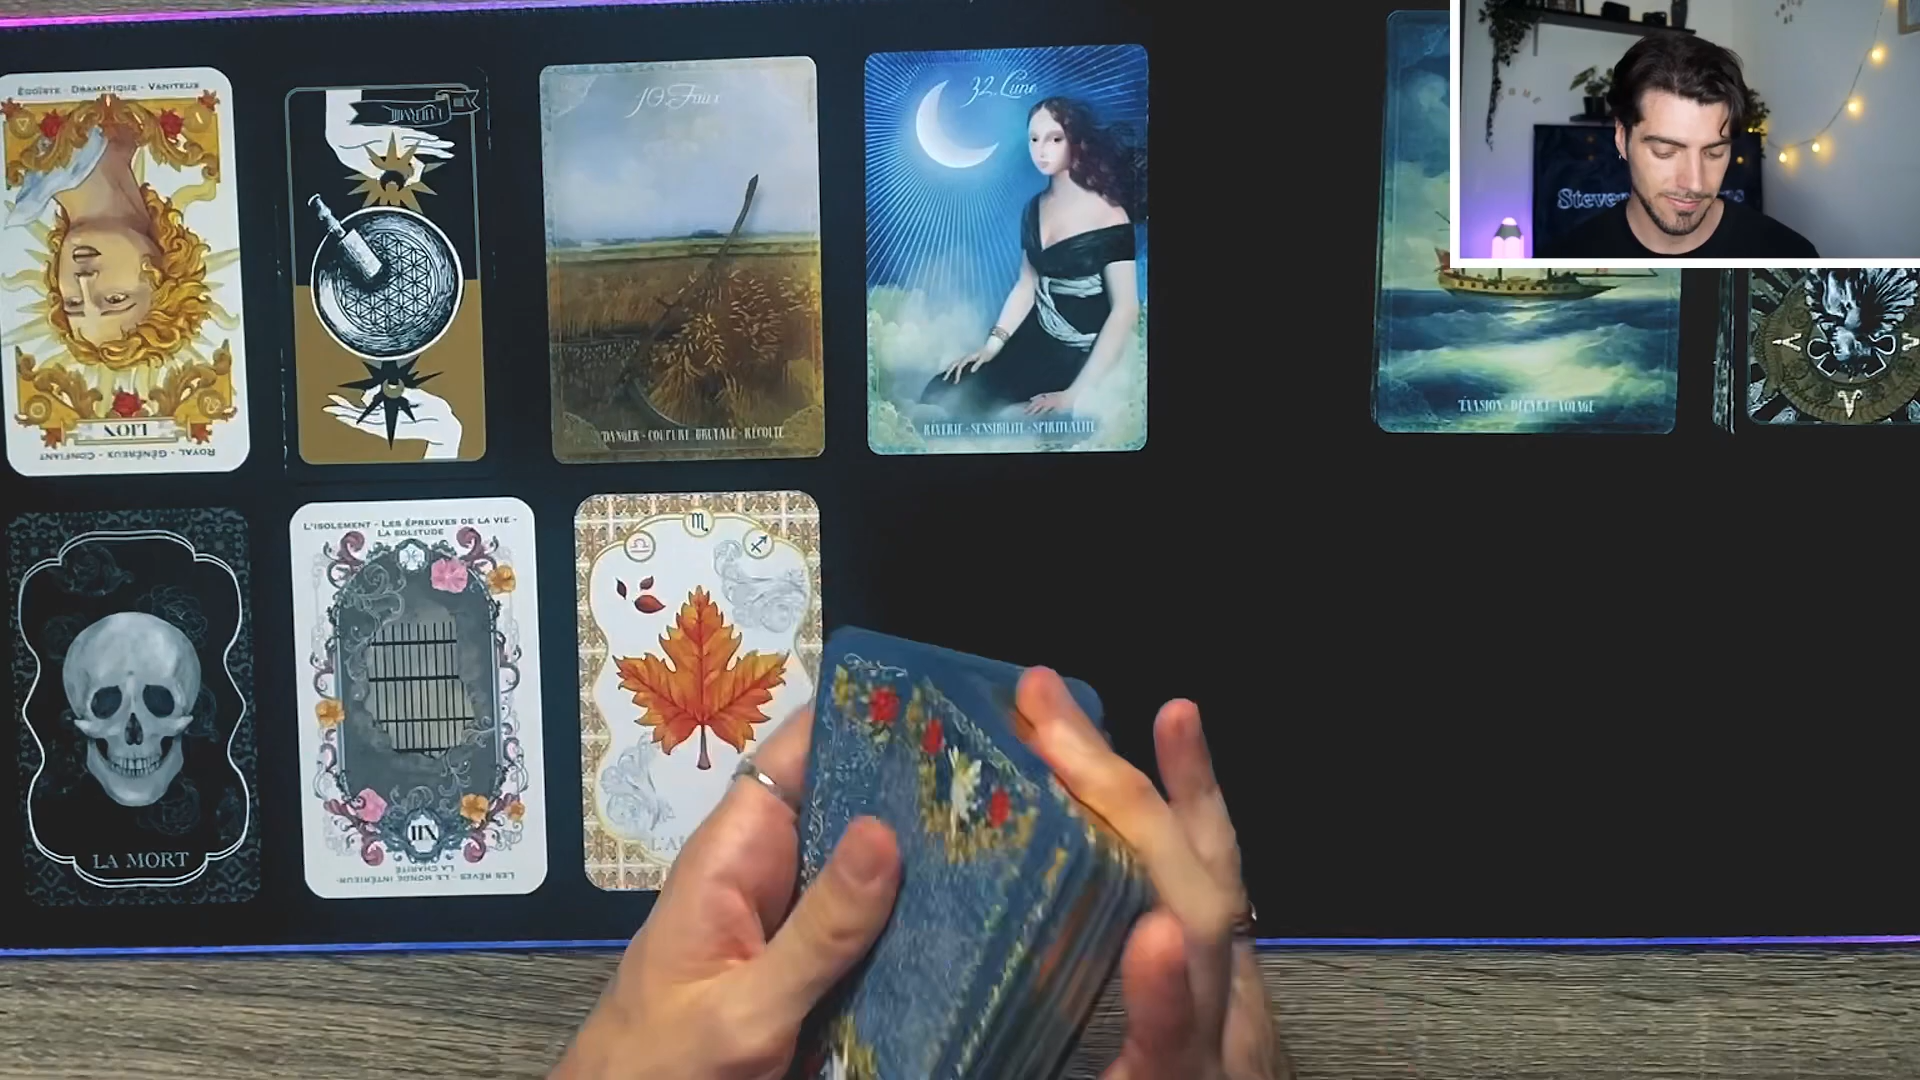 ÉGOÏSTE - DRAMATIQUE - VANITEUX
LION
ROYAL - GÉNÉREUX - CONFIANT
10. Faux
DANGER - COUPURE BRUTALE - RÉCOLTE
32. Lune
RÊVERIE - SENSIBILITÉ - SPIRITUALITÉ
ÉVASION - DÉPART - VOYAGE
Steven
LA MORT
L'ISOLEMENT - LES ÉPREUVES DE LA VIE -
LA SOLITUDE
XII
LES RÊVES - LE MONDE INTÉRIEUR -
LA CHARITÉ